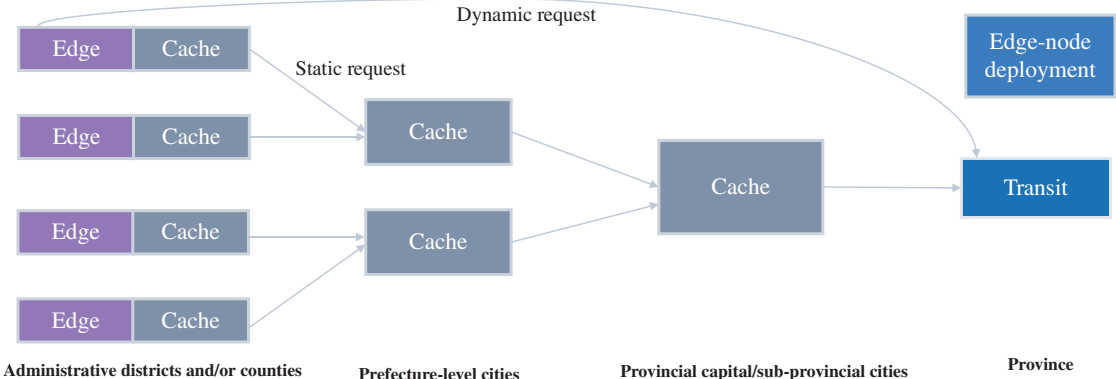 Dynamic request
Edge Cache
Edge-node
deployment
Static request
Edge Cache
Cache
Cache
Transit
Edge Cache
Cache
Edge Cache
Administrative districts and/or counties
Prefecture-level cities
Provincial capital/sub-provincial cities
Province